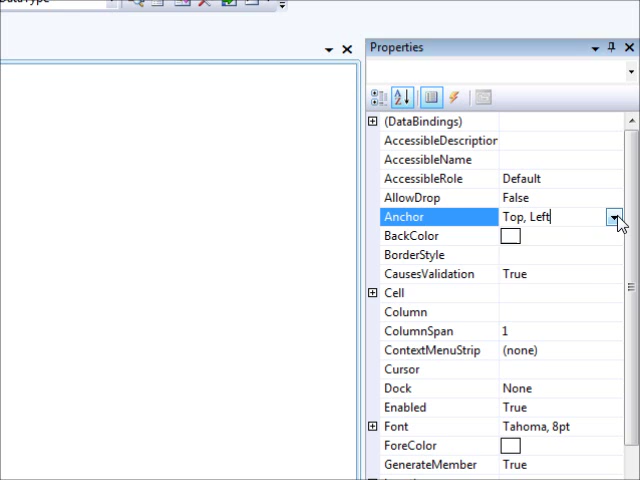 Properties
(DataBindings)
AccessibleDescription
AccessibleName
AccessibleRole Default
AllowDrop False
Anchor Top, Left
BackColor
BorderStyle
CausesValidation True
Cell
Column
ColumnSpan 1
ContextMenuStrip (none)
Cursor
Dock None
Enabled True
Font Tahoma, 8pt
ForeColor
GenerateMember True